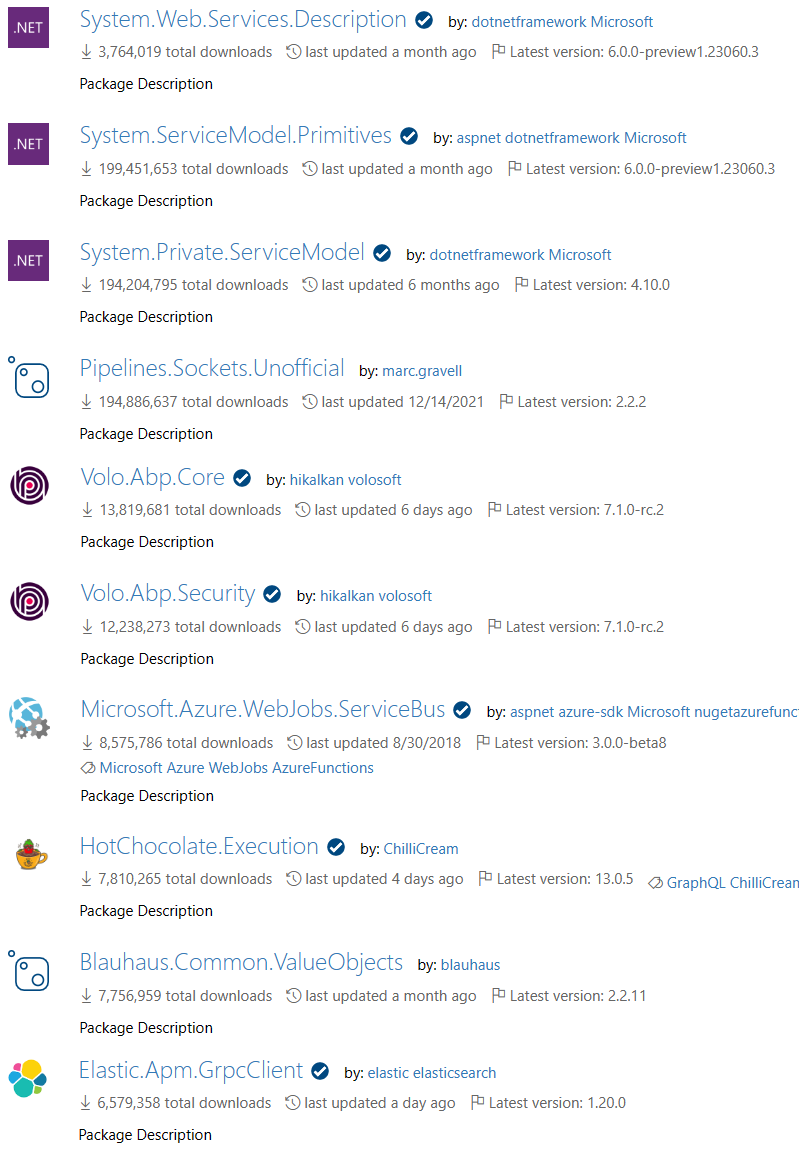 .NET System.Web.Services.Description by: dotnetframework Microsoft
3,764,019 total downloads last updated a month ago Latest version: 6.0.0-preview1.23060.3
Package Description
.NET System.ServiceModel.Primitives by: aspnet dotnetframework Microsoft
199,451,653 total downloads last updated a month ago Latest version: 6.0.0-preview1.23060.3
Package Description
.NET System.Private.ServiceModel by: dotnetframework Microsoft
194,204,795 total downloads last updated 6 months ago Latest version: 4.10.0
Package Description
Pipelines.Sockets.Unofficial by: marc.gravell
194,886,637 total downloads last updated 12/14/2021 Latest version: 2.2.2
Package Description
Volo.Abp.Core by: hikalkan volosoft
13,819,681 total downloads last updated 6 days ago Latest version: 7.1.0-rc.2
Package Description
Volo.Abp.Security by: hikalkan volosoft
12,238,273 total downloads last updated 6 days ago Latest version: 7.1.0-rc.2
Package Description
Microsoft.Azure.WebJobs.ServiceBus by: aspnet azure-sdk Microsoft nugetazurefunct
8,575,786 total downloads last updated 8/30/2018 Latest version: 3.0.0-beta8
Microsoft Azure WebJobs AzureFunctions
Package Description
HotChocolate.Execution by: ChilliCream
7,810,265 total downloads last updated 4 days ago Latest version: 13.0.5 GraphQL ChilliCream
Package Description
Blauhaus.Common.ValueObjects by: blauhaus
7,756,959 total downloads last updated a month ago Latest version: 2.2.11
Package Description
Elastic.Apm.GrpcClient by: elastic elasticsearch
6,579,358 total downloads last updated a day ago Latest version: 1.20.0
Package Description